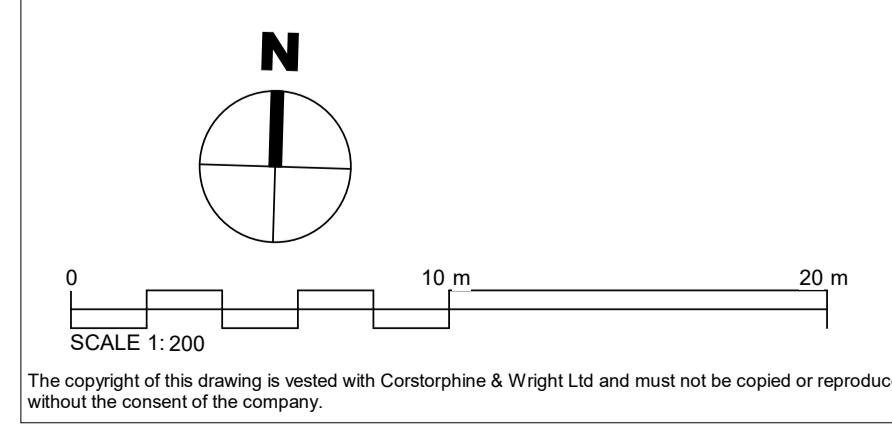 N
0 10 m 20 m
SCALE 1: 200
The copyright of this drawing is vested with Corstorphine & Wright Ltd and must not be copied or reproduce
without the consent of the company.